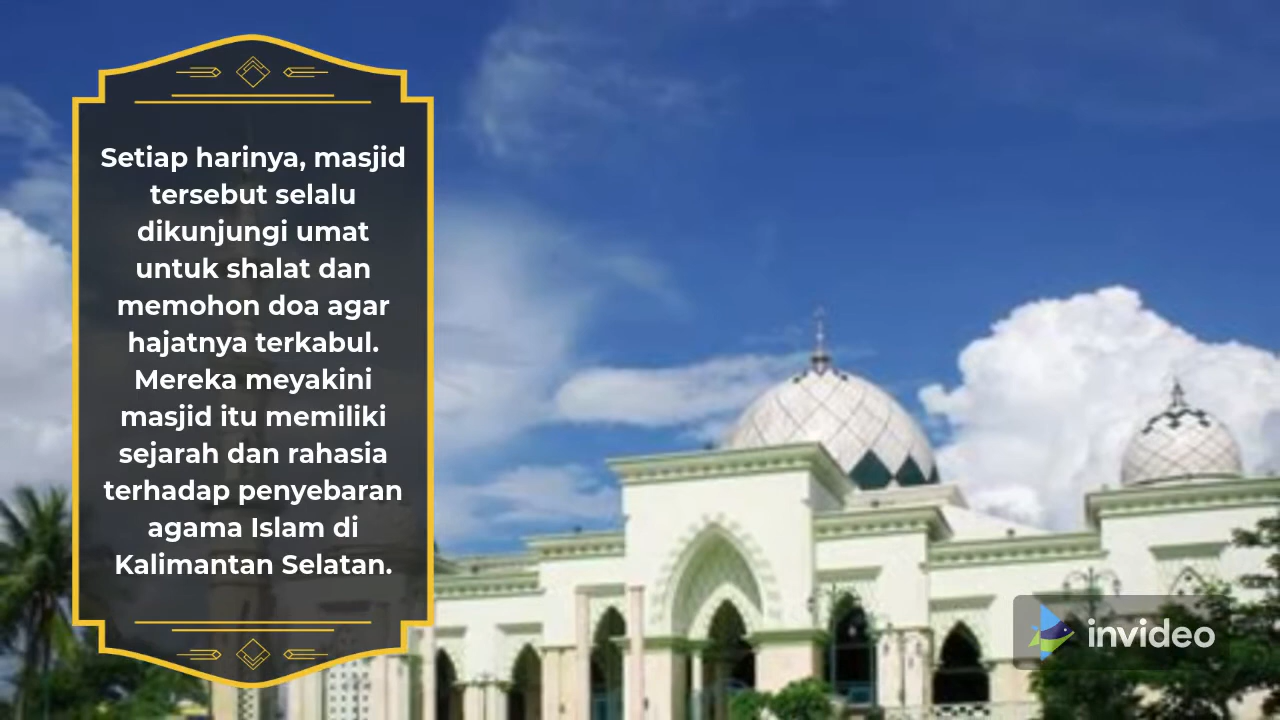 Setiap harinya, masjid
tersebut selalu
dikunjungi umat
untuk shalat dan
memohon doa agar
hajatnya terkabul.
Mereka meyakini
masjid itu memiliki
sejarah dan rahasia
terhadap penyebaran
agama Islam di
Kalimantan Selatan.
invideo